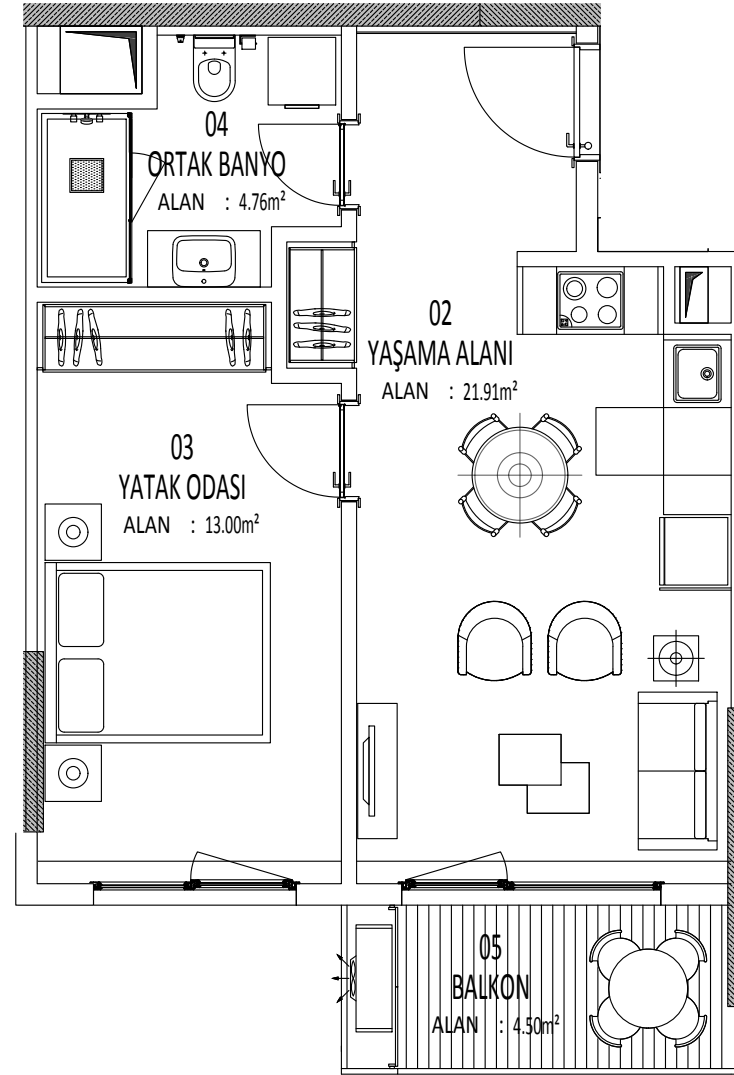 04
ORTAK BANYO
ALAN : 4.76m²
02
YAŞAMA ALANI
ALAN : 21.91m²
03
YATAK ODASI
ALAN : 13.00m²
05
BALKON
ALAN : 4.50m²